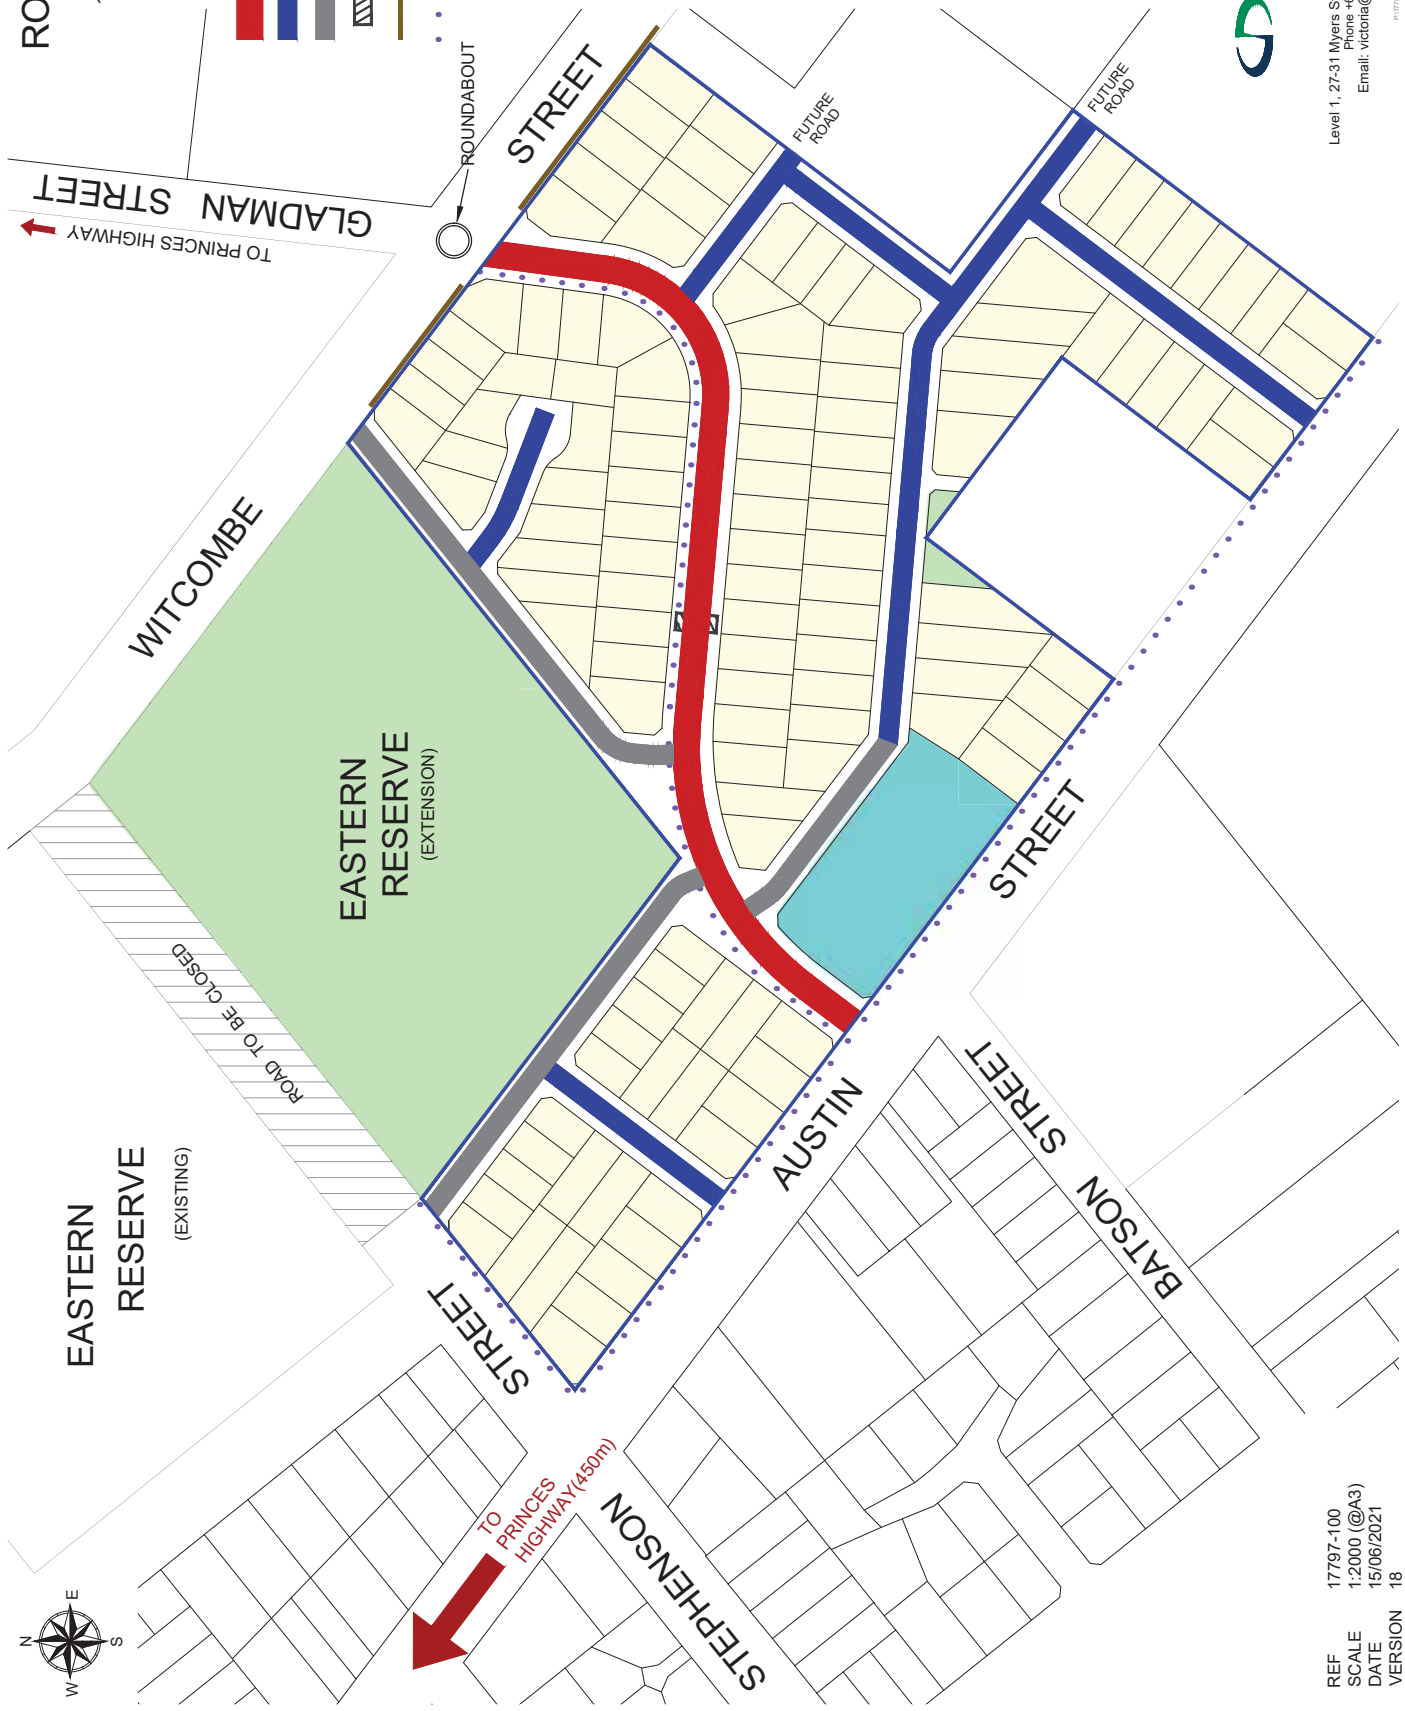 RO
GLADMAN STREET
TO PRINCES HIGHWAY
ROUNDABOUT
WITCOMBE STREET
FUTURE
ROAD
FUTURE
ROAD
EASTERN
RESERVE
(EXTENSION)
ROAD TO BE CLOSED
EASTERN
RESERVE
(EXISTING)
AUSTIN STREET
BATSON STREET
STEPHENSON STREET
TO
PRINCES
HIGHWAY(450m)
N
E
S
W
REF 17797-100
SCALE 1:2000 (@A3)
DATE 15/06/2021
VERSION 18
Level 1, 27-31 Myers S
Phone +6
Email: victoria@